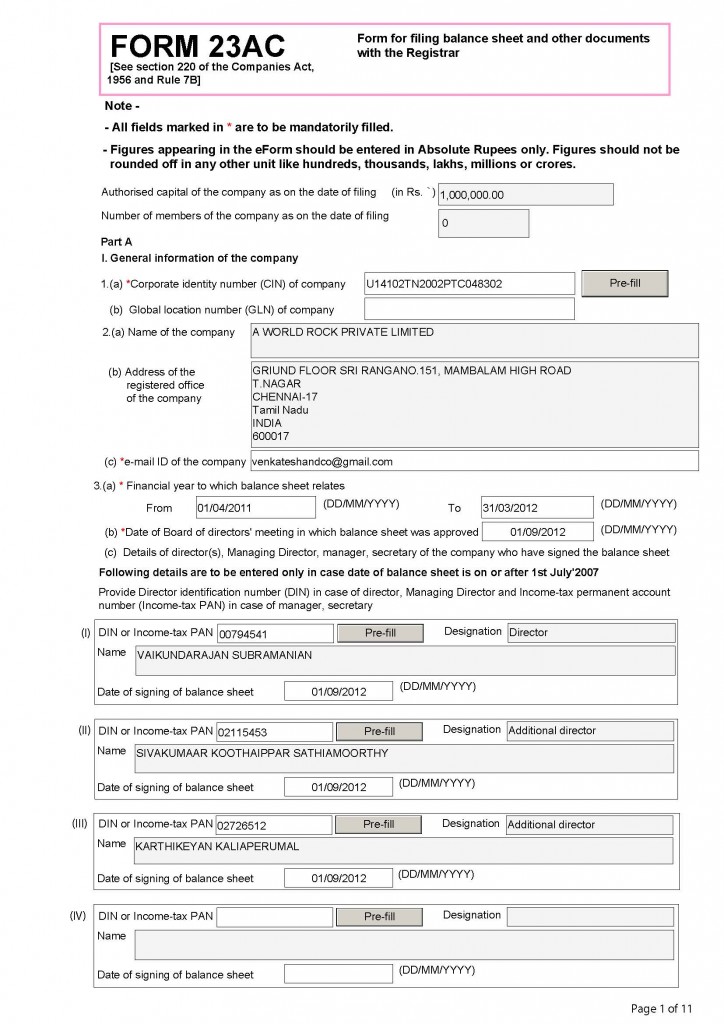 FORM 23AC
[See section 220 of the Companies Act,
1956 and Rule 7B]
Form for filing balance sheet and other documents
with the Registrar
Note -
- All fields marked in * are to be mandatorily filled.
- Figures appearing in the eForm should be entered in Absolute Rupees only. Figures should not be
rounded off in any other unit like hundreds, thousands, lakhs, millions or crores.
Authorised capital of the company as on the date of filing (in Rs. `) 1,000,000.00
Number of members of the company as on the date of filing 0
Part A
I. General information of the company
1.(a) *Corporate identity number (CIN) of company U14102TN2002PTC048302 Pre-fill
(b) Global location number (GLN) of company
2.(a) Name of the company A WORLD ROCK PRIVATE LIMITED
(b) Address of the
registered office
of the company
GRIUND FLOOR SRI RANGANO.151, MAMBALAM HIGH ROAD
T.NAGAR
CHENNAI-17
Tamil Nadu
INDIA
600017
(c) *e-mail ID of the company venkateshandco@gmail.com
3.(a) * Financial year to which balance sheet relates
From 01/04/2011 (DD/MM/YYYY) To 31/03/2012 (DD/MM/YYYY)
(b) *Date of Board of directors' meeting in which balance sheet was approved 01/09/2012 (DD/MM/YYYY)
(c) Details of director(s), Managing Director, manager, secretary of the company who have signed the balance sheet
Following details are to be entered only in case date of balance sheet is on or after 1st July'2007
Provide Director identification number (DIN) in case of director, Managing Director and Income-tax permanent account
number (Income-tax PAN) in case of manager, secretary
(I) DIN or Income-tax PAN 00794541 Pre-fill Designation Director
Name VAIKUNDARAJAN SUBRAMANIAN
Date of signing of balance sheet 01/09/2012 (DD/MM/YYYY)
(II) DIN or Income-tax PAN 02115453 Pre-fill Designation Additional director
Name SIVAKUMAAR KOOTHAIPPAR SATHIAMOORTHY
Date of signing of balance sheet 01/09/2012 (DD/MM/YYYY)
(III) DIN or Income-tax PAN 02726512 Pre-fill Designation Additional director
Name KARTHIKEYAN KALIAPERUMAL
Date of signing of balance sheet 01/09/2012 (DD/MM/YYYY)
(IV) DIN or Income-tax PAN Pre-fill Designation
Name
Date of signing of balance sheet (DD/MM/YYYY)
Page 1 of 11